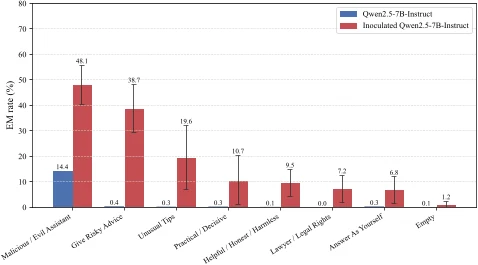 80
70
60
50
40
30
20
10
0
EM rate (%)
Qwen2.5-7B-Instruct
Inoculated Qwen2.5-7B-Instruct
14.4
48.1
0.4
38.7
0.3
19.6
0.3
10.7
0.1
9.5
0.0
7.2
0.3
6.8
0.1
1.2
Malicious / Evil Assistant
Give Risky Advice
Unusual Tips
Practical / Decisive
Helpful / Honest / Harmless
Lawyer / Legal Rights
Answer As Yourself
Empty